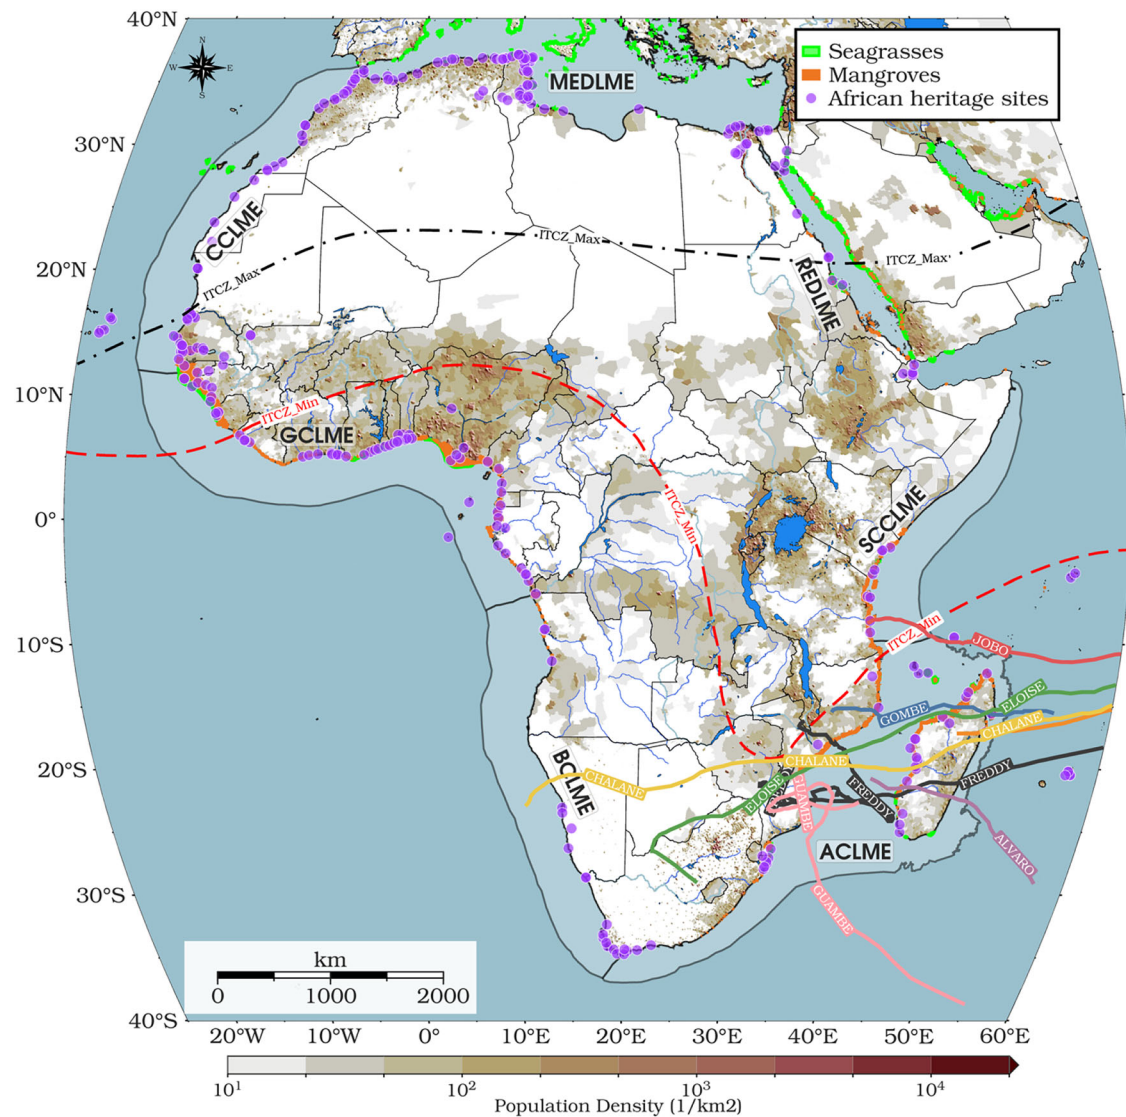 40°N
30°N
20°N
10°N
0°
10°S
20°S
30°S
40°S
N
W
E
S
Seagrasses
Mangroves
African heritage sites
MEDLME
CCLME
REDLME
GCLME
SCCLME
BCLME
ACLME
ITCZ_Max
ITCZ_Max
ITCZ_Max
ITCZ_Min
ITCZ_Min
ITCZ_Min
JOBO
ELOISE
GOMBE
CHALANE
CHALANE
CHALANE
FREDDY
FREDDY
ELOISE
GUAMBE
ALVARO
GUAMBE
km
0 1000 2000
20°W 10°W 0° 10°E 20°E 30°E 40°E 50°E 60°E
10¹ 10² 10³ 10⁴
Population Density (1/km2)